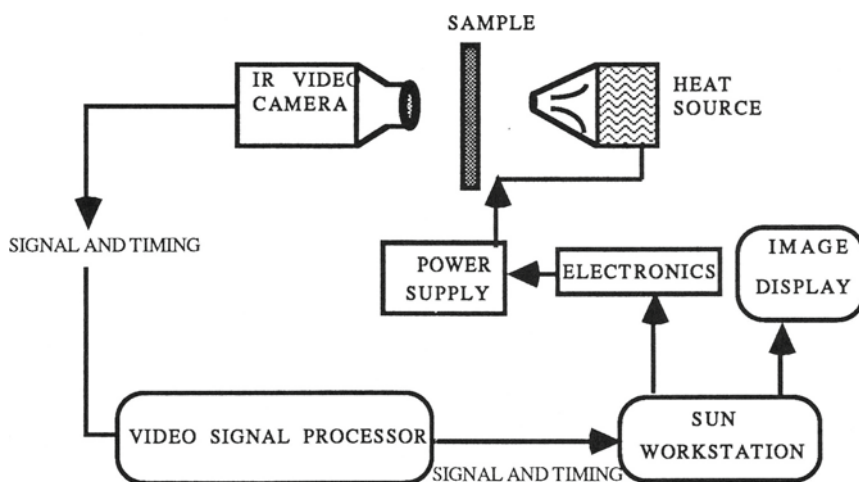 SAMPLE
IR VIDEO
CAMERA
HEAT
SOURCE
SIGNAL AND TIMING
POWER
SUPPLY
ELECTRONICS
IMAGE
DISPLAY
VIDEO SIGNAL PROCESSOR
SIGNAL AND TIMING
SUN
WORKSTATION